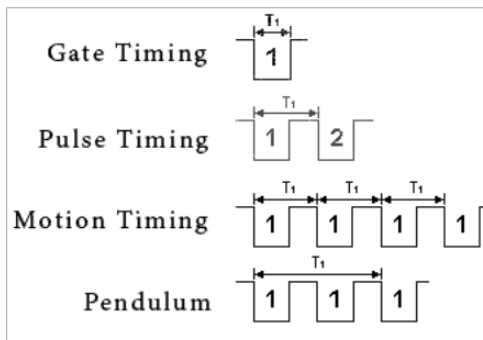 T₁
Gate Timing 1
T₁
Pulse Timing 1 2
T₁ T₁ T₁
Motion Timing 1 1 1 1
T₁
Pendulum 1 1 1